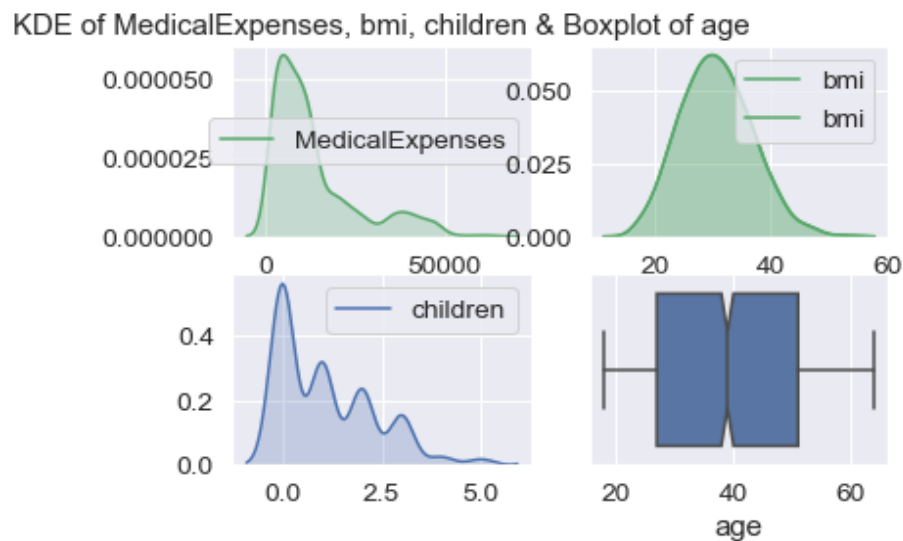 KDE of MedicalExpenses, bmi, children & Boxplot of age
0.000050
0.000025
0.000000
MedicalExpenses
0 50000
0.050
0.025
0.000
bmi
bmi
20 40 60
0.4
0.2
0.0
children
0.0 2.5 5.0
20 40 60
age